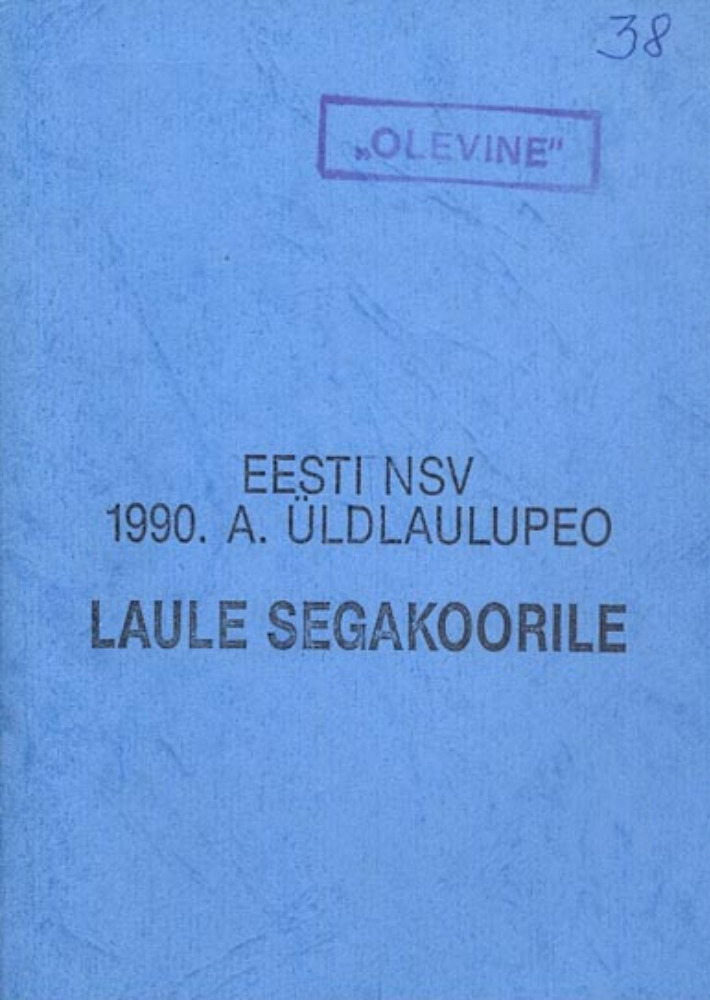 38
„OLEVINE"
EESTI NSV
1990. A. ÜLDLAULUPEO
LAULE SEGAKOORILE